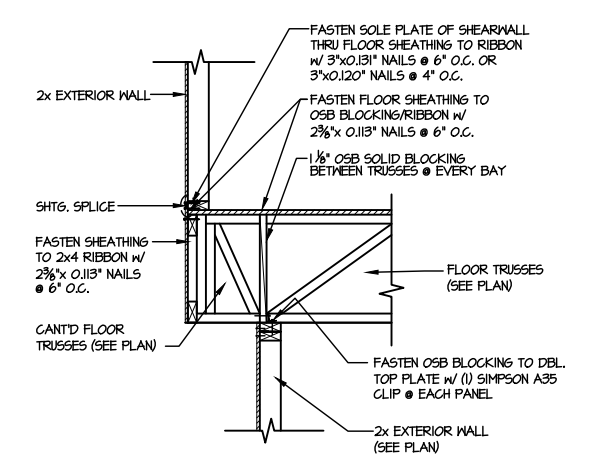 FASTEN SOLE PLATE OF SHEARWALL
THRU FLOOR SHEATHING TO RIBBON
w/ 3"x0.131" NAILS @ 6" O.C. OR
3"x0.120" NAILS @ 4" O.C.
2x EXTERIOR WALL
FASTEN FLOOR SHEATHING TO
OSB BLOCKING/RIBBON w/
2⅜"x 0.113" NAILS @ 6" O.C.
1 ⅛" OSB SOLID BLOCKING
BETWEEN TRUSSES @ EVERY BAY
SHTG. SPLICE
FASTEN SHEATHING
TO 2x4 RIBBON w/
2⅜"x 0.113" NAILS
@ 6" O.C.
FLOOR TRUSSES
(SEE PLAN)
CANT'D FLOOR
TRUSSES (SEE PLAN)
FASTEN OSB BLOCKING TO DBL.
TOP PLATE w/ (1) SIMPSON A35
CLIP @ EACH PANEL
2x EXTERIOR WALL
(SEE PLAN)